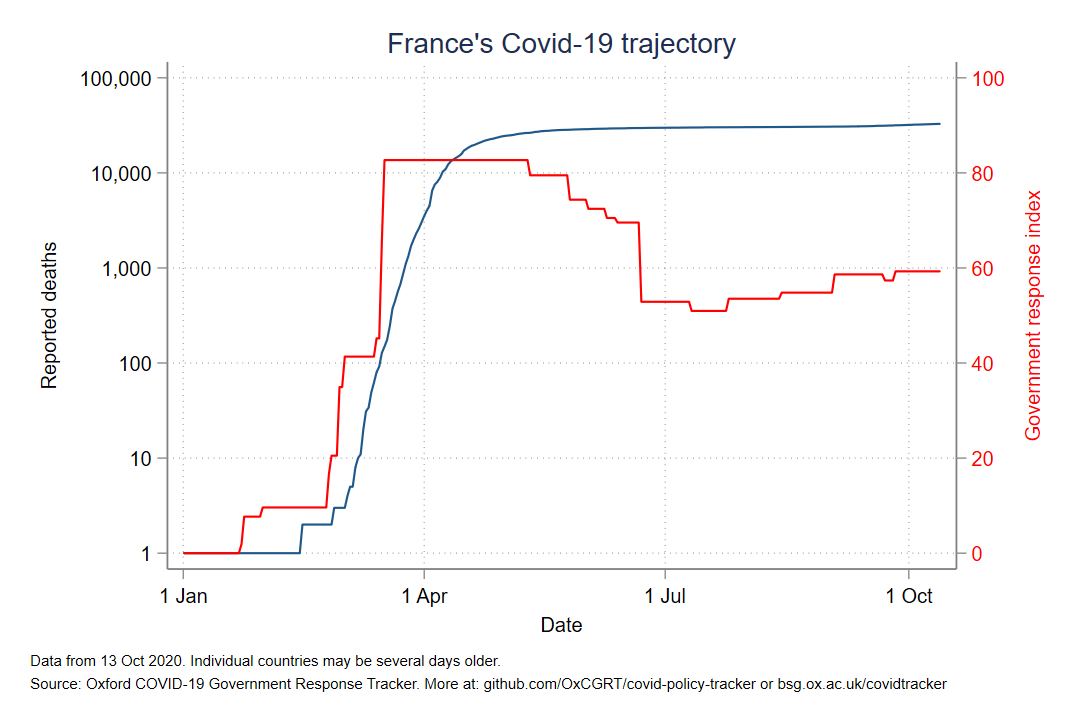 France's Covid-19 trajectory
100,000
10,000
1,000
100
10
1
Reported deaths
100
80
60
40
20
0
Government response index
1 Jan 1 Apr 1 Jul 1 Oct
Date
Data from 13 Oct 2020. Individual countries may be several days older.
Source: Oxford COVID-19 Government Response Tracker. More at: github.com/OxCGRT/covid-policy-tracker or bsg.ox.ac.uk/covidtracker